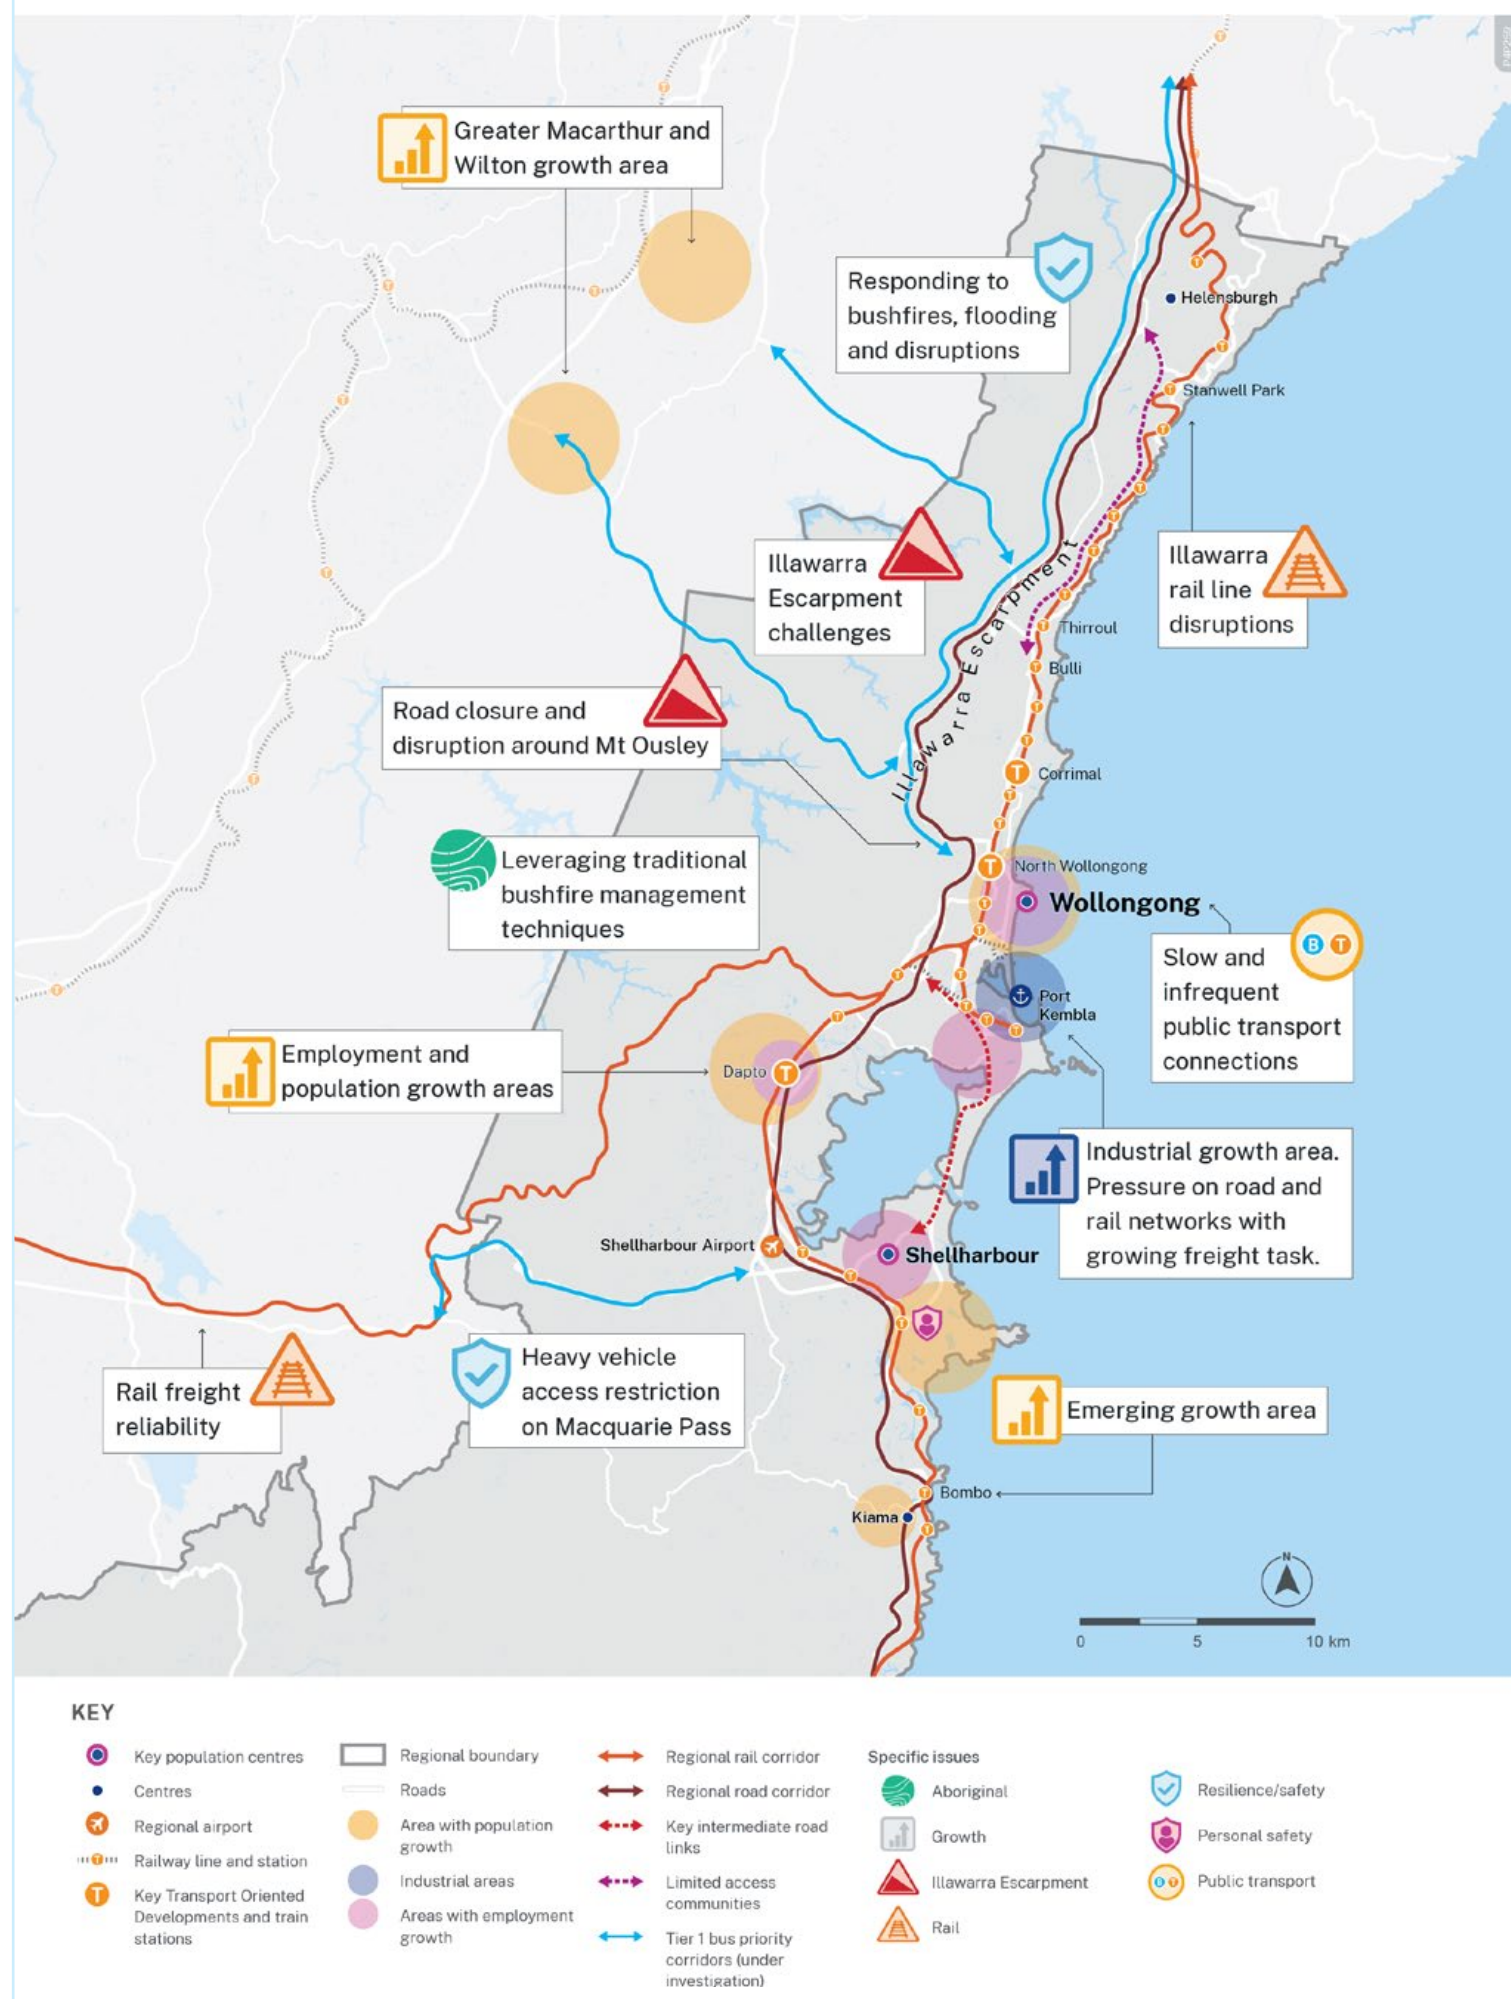 Greater Macarthur and
Wilton growth area
Responding to
bushfires, flooding
and disruptions
Helensburgh
Stanwell Park
Illawarra
Escarpment
challenges
Illawarra
rail line
disruptions
Illawarra Escarpment
Thirroul
Bulli
Road closure and
disruption around Mt Ousley
Corrimal
Leveraging traditional
bushfire management
techniques
North Wollongong
Wollongong
B T
Slow and
infrequent
public transport
connections
Port
Kembla
Employment and
population growth areas
Dapto
T
Industrial growth area.
Pressure on road and
rail networks with
growing freight task.
Shellharbour Airport
Shellharbour
Rail freight
reliability
Heavy vehicle
access restriction
on Macquarie Pass
Emerging growth area
Bombo
Kiama
N
0 5 10 km
KEY
Key population centres
Centres
Regional airport
Railway line and station
T
Key Transport Oriented
Developments and train
stations
Regional boundary
Roads
Area with population
growth
Industrial areas
Areas with employment
growth
Regional rail corridor
Regional road corridor
Key intermediate road
links
Limited access
communities
Tier 1 bus priority
corridors (under
investigation)
Specific issues
Aboriginal
Growth
Illawarra Escarpment
Rail
Resilience/safety
Personal safety
Public transport